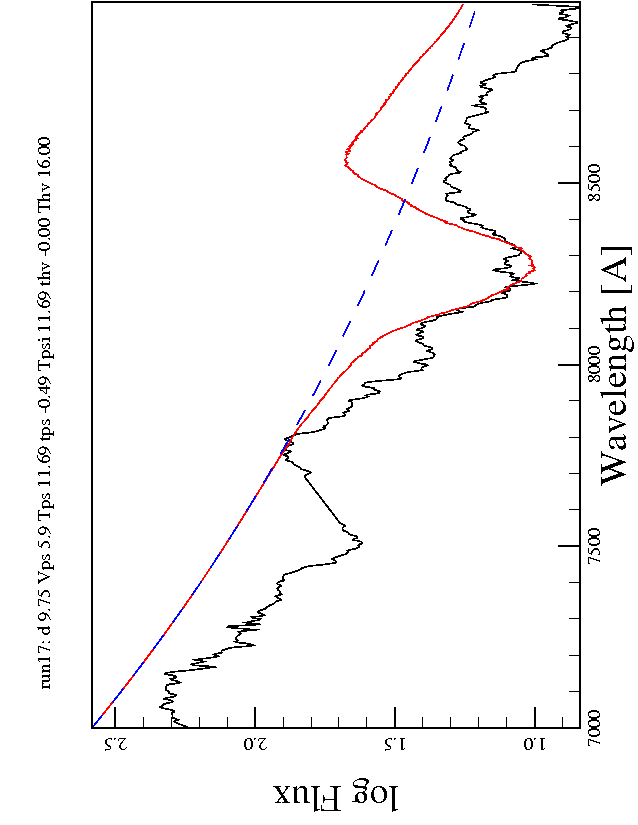 run17: d 9.75 Vps 5.9 Tps 11.69 tps -0.49 Tpsi 11.69 thv -0.00 Thv 16.00
2.5
2.0
1.5
1.0
log Flux
7000
7500
8000
8500
Wavelength [A]